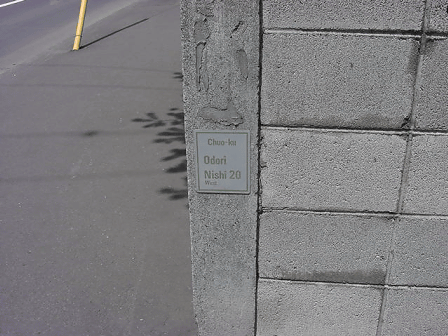 Chuo-ku
Odori
Nishi 20
West